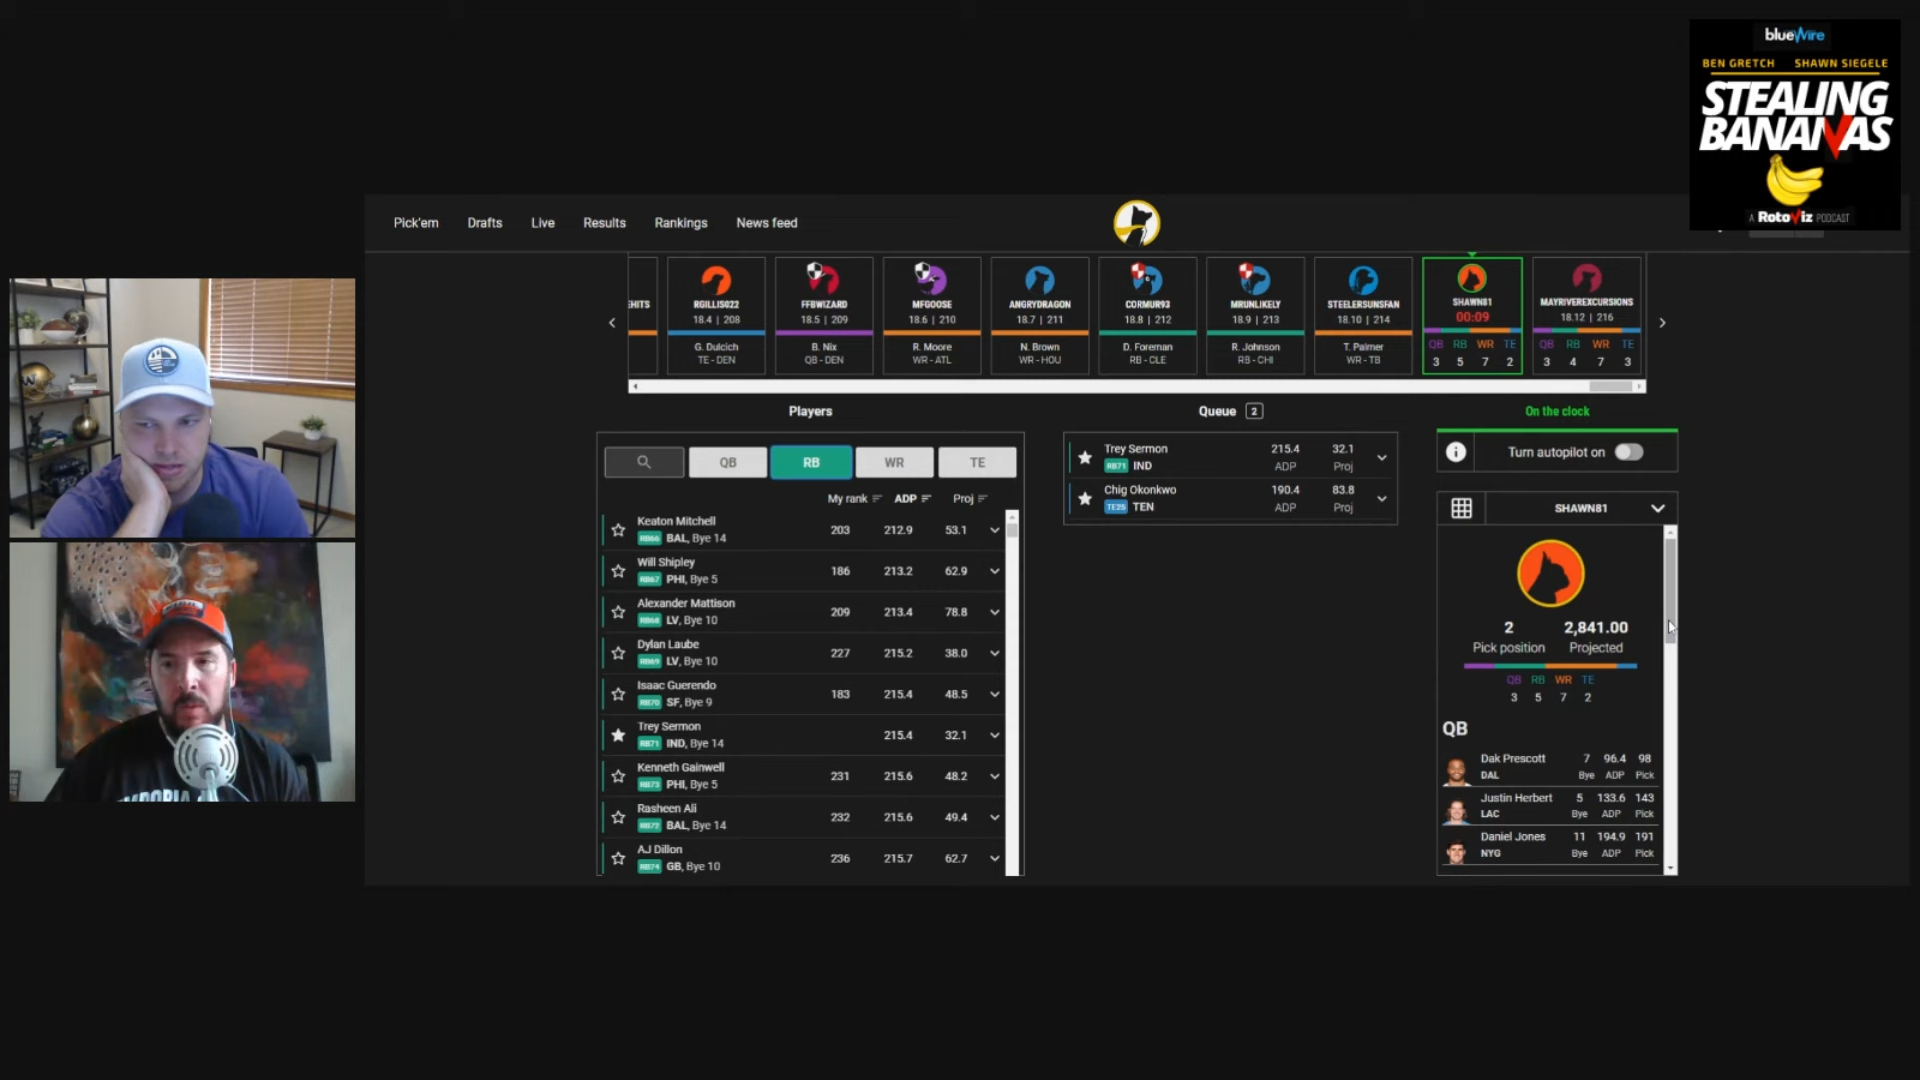 blueWire
BEN GRETCH SHAWN SIEGELE
STEALING
BANANAS
A RotoViz PODCAST
Pick'em Drafts Live Results Rankings News feed
EHITS
RGILLIS022
18.4 | 208
G. Dulcich
TE - DEN
FFBWIZARD
18.5 | 209
B. Nix
QB - DEN
MFGOOSE
18.6 | 210
R. Moore
WR - ATL
ANGRYDRAGON
18.7 | 211
N. Brown
WR - HOU
CORMUR93
18.8 | 212
D. Foreman
RB - CLE
MRUNLIKELY
18.9 | 213
R. Johnson
RB - CHI
STEELERSUNSFAN
18.10 | 214
T. Palmer
WR - TB
SHAWN81
00:09
QB RB WR TE
3 5 7 2
MAYRIVEREXCURSIONS
18.12 | 216
QB RB WR TE
3 4 7 3
Players
QB RB WR TE
My rank ADP Proj
Keaton Mitchell
RB66 BAL, Bye 14 203 212.9 53.1
Will Shipley
RB67 PHI, Bye 5 186 213.2 62.9
Alexander Mattison
RB68 LV, Bye 10 209 213.4 78.8
Dylan Laube
RB69 LV, Bye 10 227 215.2 38.0
Isaac Guerendo
RB70 SF, Bye 9 183 215.4 48.5
Trey Sermon
RB71 IND, Bye 14 215.4 32.1
Kenneth Gainwell
RB73 PHI, Bye 5 231 215.6 48.2
Rasheen Ali
RB72 BAL, Bye 14 232 215.6 49.4
AJ Dillon
RB74 GB, Bye 10 236 215.7 62.7
Queue 2
Trey Sermon 215.4 32.1
RB71 IND ADP Proj
Chig Okonkwo 190.4 83.8
TE25 TEN ADP Proj
On the clock
Turn autopilot on
SHAWN81
2 2,841.00
Pick position Projected
QB RB WR TE
3 5 7 2
QB
Dak Prescott 7 96.4 98
DAL Bye ADP Pick
Justin Herbert 5 133.6 143
LAC Bye ADP Pick
Daniel Jones 11 194.9 191
NYG Bye ADP Pick